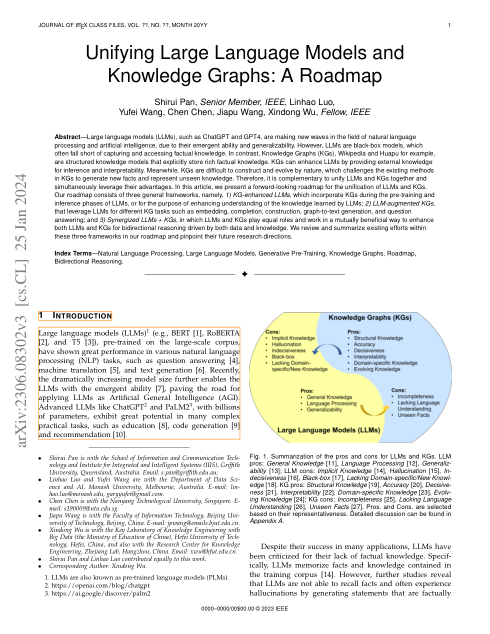 JOURNAL OF LATEX CLASS FILES, VOL. ??, NO. ??, MONTH 20YY
1
Unifying Large Language Models and
Knowledge Graphs: A Roadmap
Shirui Pan, Senior Member, IEEE, Linhao Luo,
Yufei Wang, Chen Chen, Jiapu Wang, Xindong Wu, Fellow, IEEE
Abstract—Large language models (LLMs), such as ChatGPT and GPT4, are making new waves in the field of natural language
processing and artificial intelligence, due to their emergent ability and generalizability. However, LLMs are black-box models, which
often fall short of capturing and accessing factual knowledge. In contrast, Knowledge Graphs (KGs), Wikipedia and Huapu for example,
are structured knowledge models that explicitly store rich factual knowledge. KGs can enhance LLMs by providing external knowledge
for inference and interpretability. Meanwhile, KGs are difficult to construct and evolve by nature, which challenges the existing methods
in KGs to generate new facts and represent unseen knowledge. Therefore, it is complementary to unify LLMs and KGs together and
simultaneously leverage their advantages. In this article, we present a forward-looking roadmap for the unification of LLMs and KGs.
Our roadmap consists of three general frameworks, namely, 1) KG-enhanced LLMs, which incorporate KGs during the pre-training and
inference phases of LLMs, or for the purpose of enhancing understanding of the knowledge learned by LLMs; 2) LLM-augmented KGs,
that leverage LLMs for different KG tasks such as embedding, completion, construction, graph-to-text generation, and question
answering; and 3) Synergized LLMs + KGs, in which LLMs and KGs play equal roles and work in a mutually beneficial way to enhance
both LLMs and KGs for bidirectional reasoning driven by both data and knowledge. We review and summarize existing efforts within
these three frameworks in our roadmap and pinpoint their future research directions.
Index Terms—Natural Language Processing, Large Language Models, Generative Pre-Training, Knowledge Graphs, Roadmap,
Bidirectional Reasoning.
arXiv:2306.08302v3 [cs.CL] 25 Jan 2024
1 INTRODUCTION
Large language models (LLMs)1 (e.g., BERT [1], RoBERTA
[2], and T5 [3]), pre-trained on the large-scale corpus,
have shown great performance in various natural language
processing (NLP) tasks, such as question answering [4],
machine translation [5], and text generation [6]. Recently,
the dramatically increasing model size further enables the
LLMs with the emergent ability [7], paving the road for
applying LLMs as Artificial General Intelligence (AGI).
Advanced LLMs like ChatGPT2 and PaLM23, with billions
of parameters, exhibit great potential in many complex
practical tasks, such as education [8], code generation [9]
and recommendation [10].
• Shirui Pan is with the School of Information and Communication Tech-
nology and Institute for Integrated and Intelligent Systems (IIIS), Griffith
University, Queensland, Australia. Email: s.pan@griffith.edu.au;
• Linhao Luo and Yufei Wang are with the Department of Data Sci-
ence and AI, Monash University, Melbourne, Australia. E-mail: lin-
hao.luo@monash.edu, garyyufei@gmail.com.
• Chen Chen is with the Nanyang Technological University, Singapore. E-
mail: s190009@ntu.edu.sg.
• Jiapu Wang is with the Faculty of Information Technology, Beijing Uni-
versity of Technology, Beijing, China. E-mail: jpwang@emails.bjut.edu.cn.
• Xindong Wu is with the Key Laboratory of Knowledge Engineering with
Big Data (the Ministry of Education of China), Hefei University of Tech-
nology, Hefei, China, and also with the Research Center for Knowledge
Engineering, Zhejiang Lab, Hangzhou, China. Email: xwu@hfut.edu.cn.
• Shirui Pan and Linhao Luo contributed equally to this work.
• Corresponding Author: Xindong Wu.
1. LLMs are also known as pre-trained language models (PLMs).
2. https://openai.com/blog/chatgpt
3. https://ai.google/discover/palm2
Knowledge Graphs (KGs)
Cons:
• Implicit Knowledge
• Hallucination
• Indecisiveness
• Black-box
• Lacking Domain-
specific/New Knowledge
Pros:
• Structural Knowledge
• Accuracy
• Decisiveness
• Interpretability
• Domain-specific Knowledge
• Evolving Knowledge
Pros:
• General Knowledge
• Language Processing
• Generalizability
Cons:
• Incompleteness
• Lacking Language
Understanding
• Unseen Facts
Large Language Models (LLMs)
Fig. 1. Summarization of the pros and cons for LLMs and KGs. LLM
pros: General Knowledge [11], Language Processing [12], Generaliz-
ability [13]; LLM cons: Implicit Knowledge [14], Hallucination [15], In-
decisiveness [16], Black-box [17], Lacking Domain-specific/New Knowl-
edge [18]. KG pros: Structural Knowledge [19], Accuracy [20], Decisive-
ness [21], Interpretability [22], Domain-specific Knowledge [23], Evolv-
ing Knowledge [24]; KG cons: Incompleteness [25], Lacking Language
Understanding [26], Unseen Facts [27]. Pros. and Cons. are selected
based on their representativeness. Detailed discussion can be found in
Appendix A.
Despite their success in many applications, LLMs have
been criticized for their lack of factual knowledge. Specif-
ically, LLMs memorize facts and knowledge contained in
the training corpus [14]. However, further studies reveal
that LLMs are not able to recall facts and often experience
hallucinations by generating statements that are factually
0000–0000/00$00.00 © 2023 IEEE